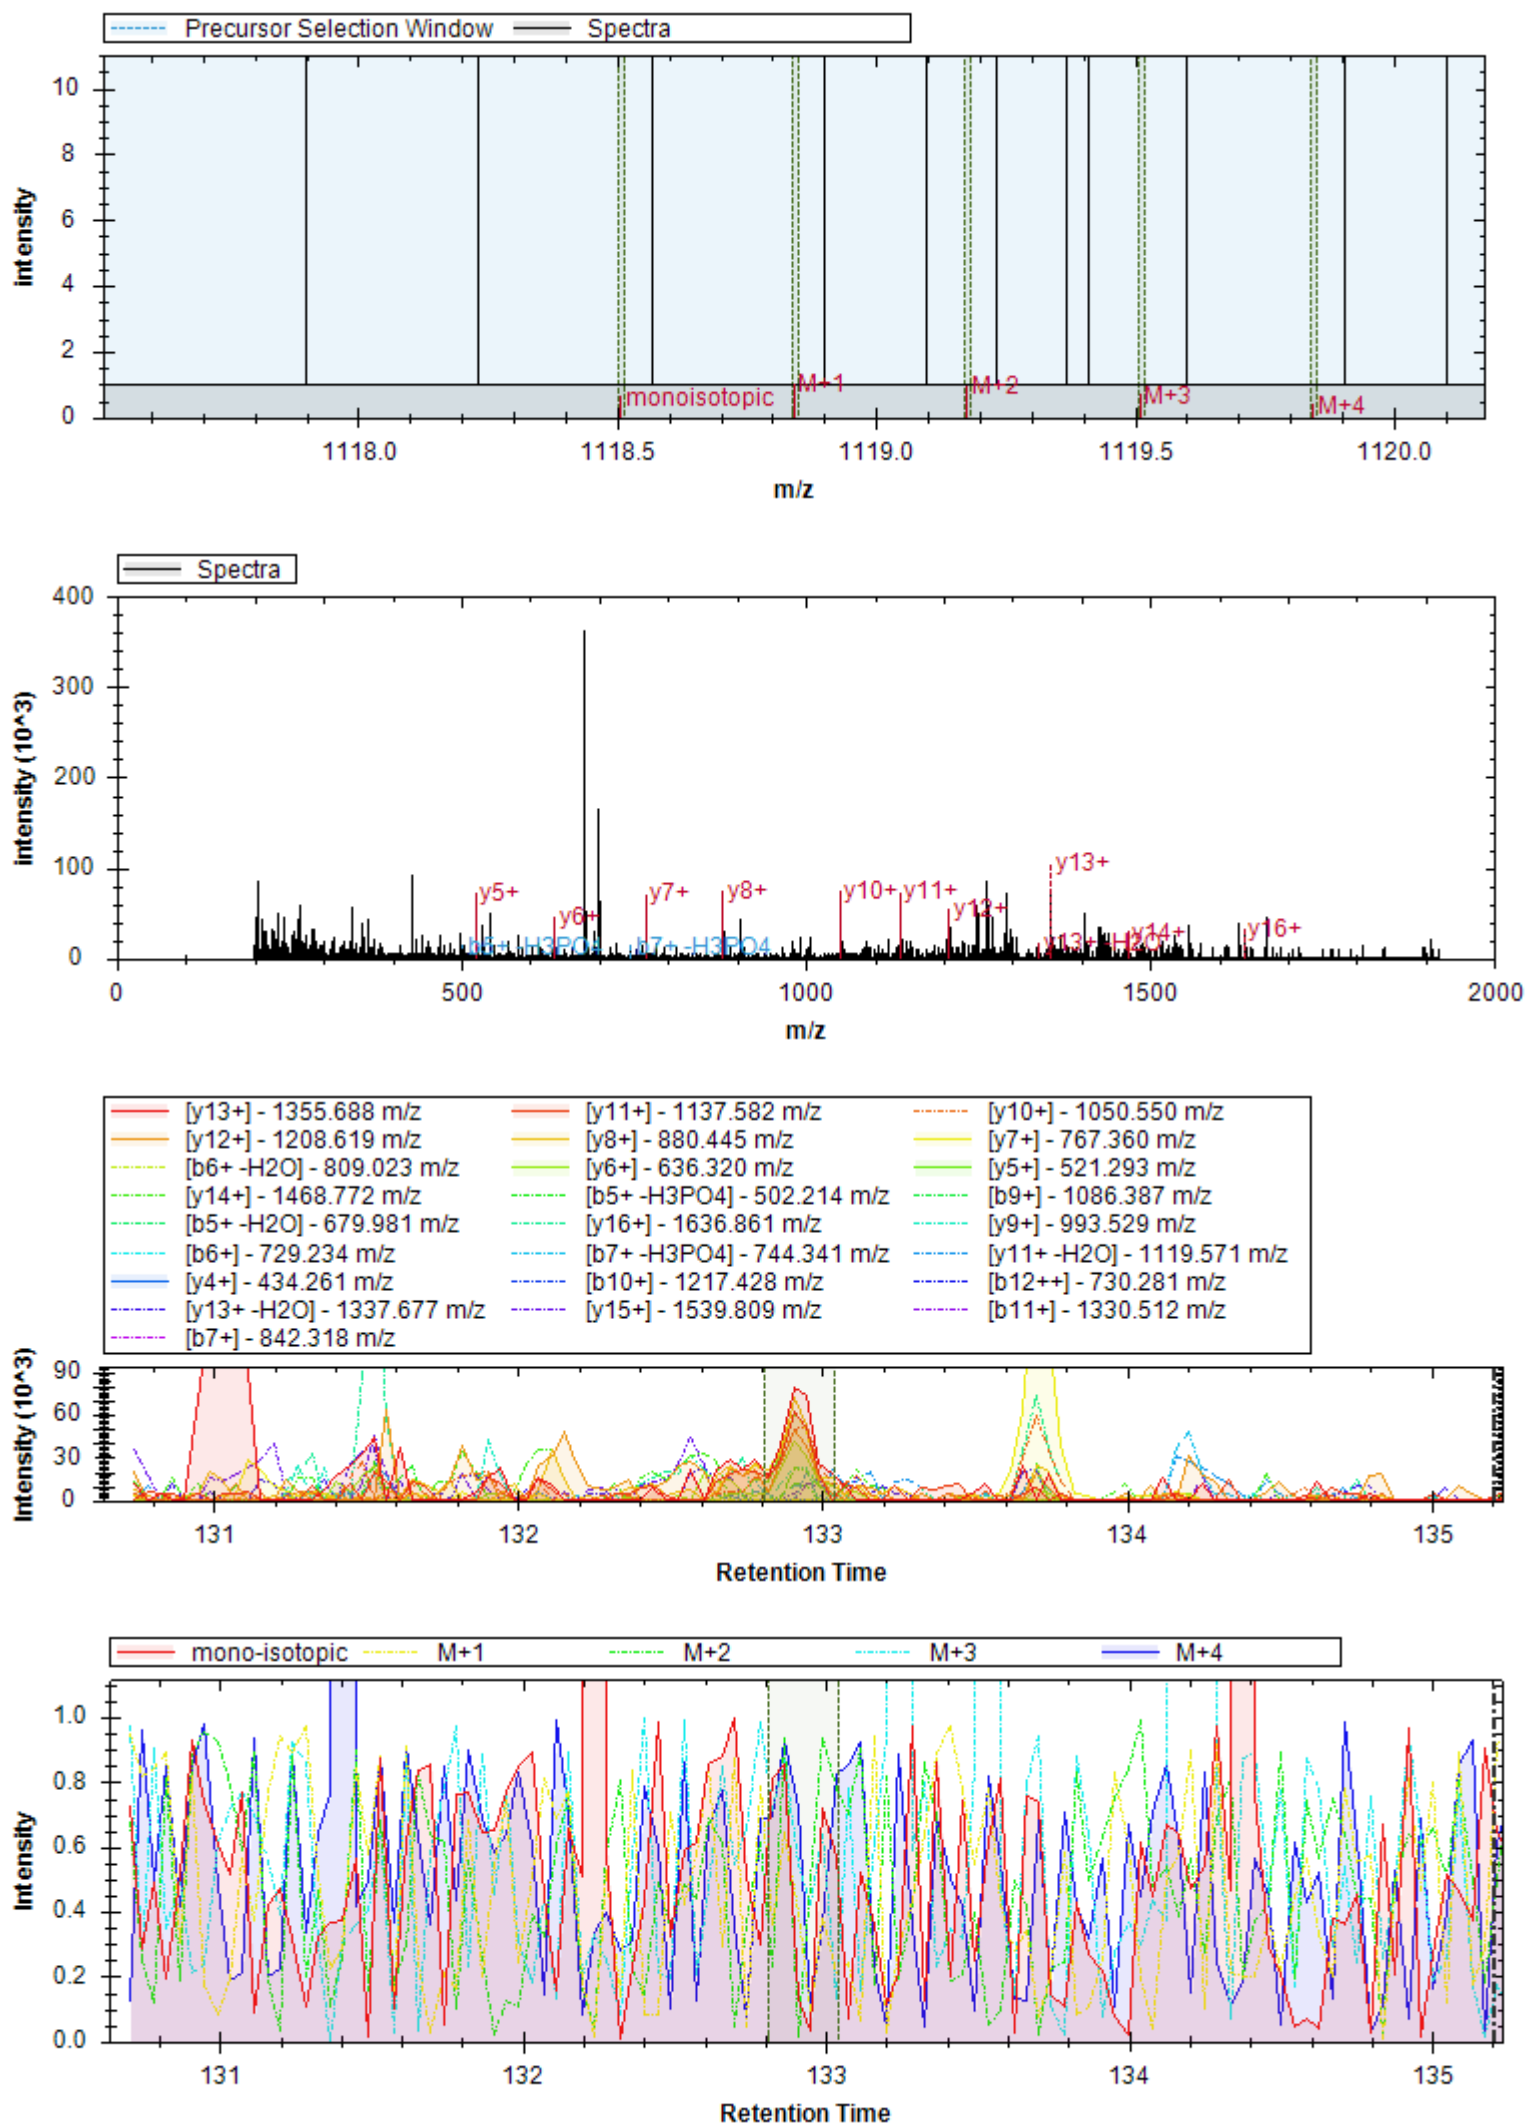 Precursor Selection Window Spectra
10
8
6
4
2
0
intensity
monoisotopic M+1 M+2 M+3 M+4
1118.0 1118.5 1119.0 1119.5 1120.0
m/z
Spectra
400
300
200
100
0
intensity (10^3)
y5+ y6+ y7+ y8+ y10+ y11+ y12+ y13+ y13+ -H2O y14+ y16+
b5+ -H3PO4 b7+ -H3PO4
0 500 1000 1500 2000
m/z
[y13+] - 1355.688 m/z [y11+] - 1137.582 m/z [y10+] - 1050.550 m/z
[y12+] - 1208.619 m/z [y8+] - 880.445 m/z [y7+] - 767.360 m/z
[b6+ -H2O] - 809.023 m/z [y6+] - 636.320 m/z [y5+] - 521.293 m/z
[y14+] - 1468.772 m/z [b5+ -H3PO4] - 502.214 m/z [b9+] - 1086.387 m/z
[b5+ -H2O] - 679.981 m/z [y16+] - 1636.861 m/z [y9+] - 993.529 m/z
[b6+] - 729.234 m/z [b7+ -H3PO4] - 744.341 m/z [y11+ -H2O] - 1119.571 m/z
[y4+] - 434.261 m/z [b10+] - 1217.428 m/z [b12++] - 730.281 m/z
[y13+ -H2O] - 1337.677 m/z [y15+] - 1539.809 m/z [b11+] - 1330.512 m/z
[b7+] - 842.318 m/z
90
60
30
0
Intensity (10^3)
131 132 133 134 135
Retention Time
mono-isotopic M+1 M+2 M+3 M+4
1.0
0.8
0.6
0.4
0.2
0.0
Intensity
131 132 133 134 135
Retention Time